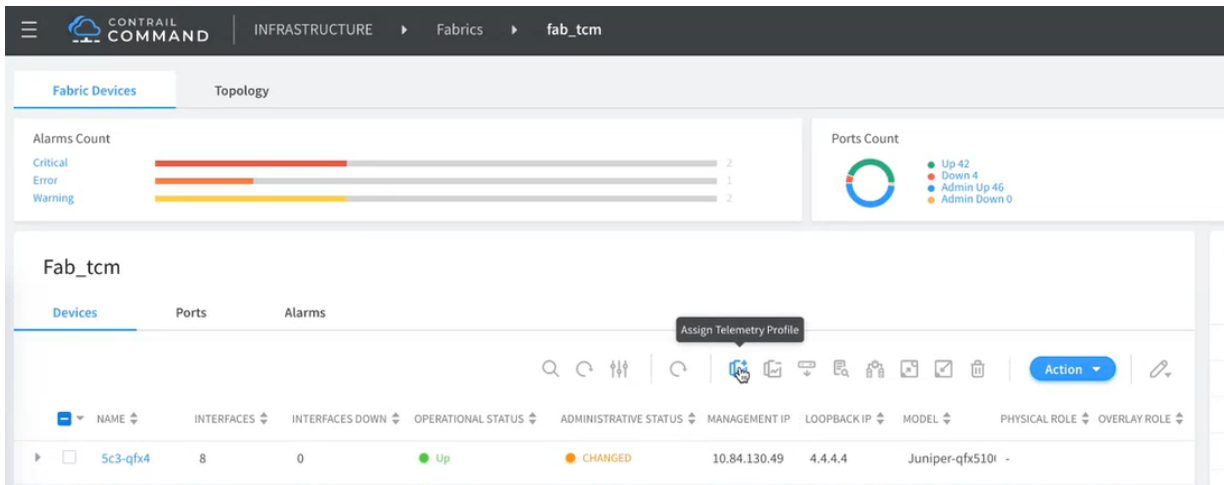 CONTRAIL
COMMAND
INFRASTRUCTURE Fabrics fab_tcm
Fabric Devices Topology
Alarms Count
Critical 2
Error 1
Warning 2
Ports Count
Up 42
Down 4
Admin Up 46
Admin Down 0
Fab_tcm
Devices Ports Alarms
Assign Telemetry Profile
Action
NAME INTERFACES INTERFACES DOWN OPERATIONAL STATUS ADMINISTRATIVE STATUS MANAGEMENT IP LOOPBACK IP MODEL PHYSICAL ROLE OVERLAY ROLE
5c3-qfx4 8 0 Up CHANGED 10.84.130.49 4.4.4.4 Juniper-qfx510 -